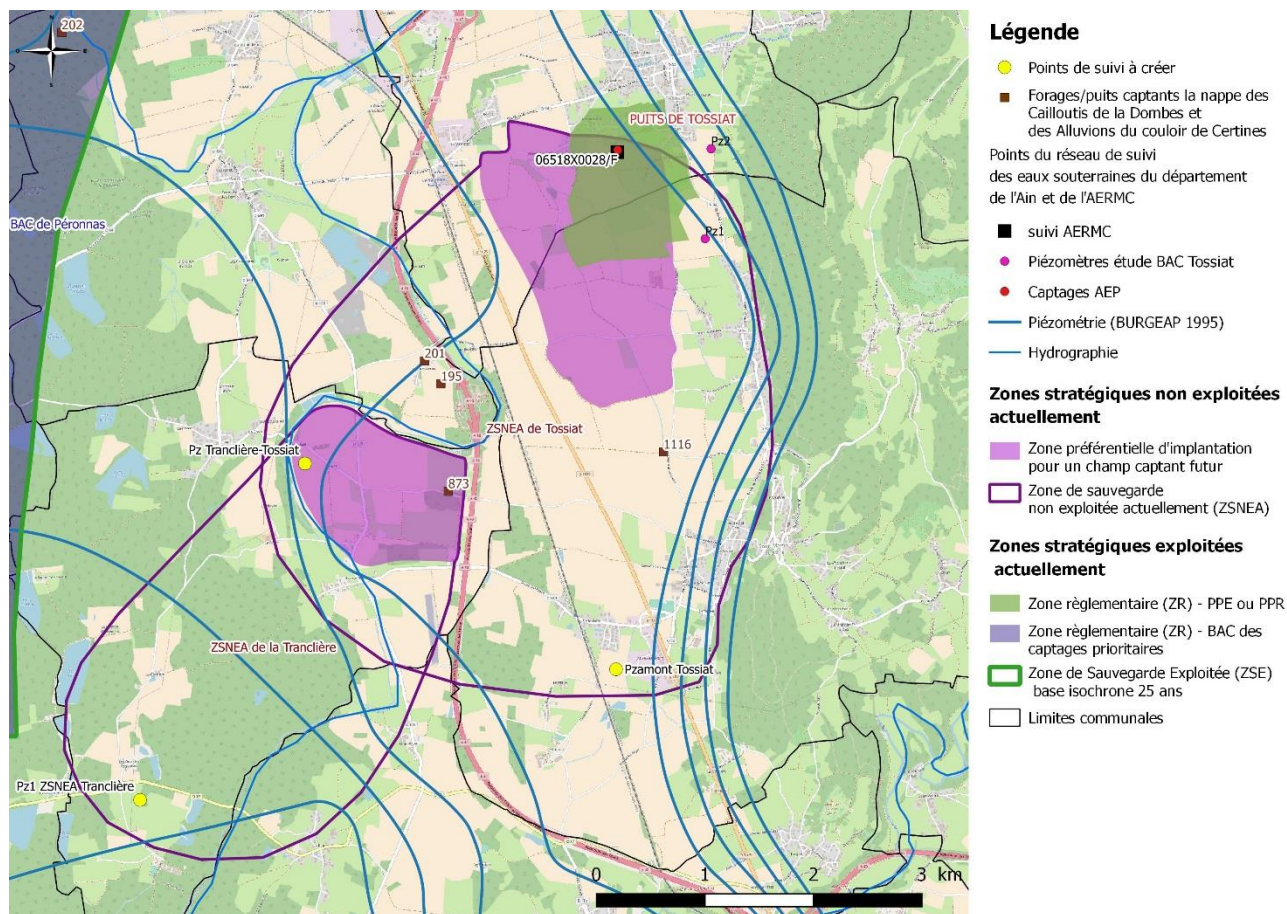 202
PUITS DE TOSSIAT
06518X0028/F
Pz2
BAC de Péronnas
Pz1
201
195
ZSNEA de Tossiat
Pz Tranclière-Tossiat
1116
873
ZSNEA de la Tranclière
Pzamont Tossiat
Pz1 ZSNEA Tranclière
0 1 2 3 km
Légende
Points de suivi à créer
Forages/puits captants la nappe des
Cailloutis de la Dombes et
des Alluvions du couloir de Certines
Points du réseau de suivi
des eaux souterraines du département
de l'Ain et de l'AERMC
suivi AERMC
Piézomètres étude BAC Tossiat
Captages AEP
Piézométrie (BURGEAP 1995)
Hydrographie
Zones stratégiques non exploitées
actuellement
Zone préférentielle d'implantation
pour un champ captant futur
Zone de sauvegarde
non exploitée actuellement (ZSNEA)
Zones stratégiques exploitées
actuellement
Zone règlementaire (ZR) - PPE ou PPR
Zone règlementaire (ZR) - BAC des
captages prioritaires
Zone de Sauvegarde Exploitée (ZSE)
base isochrone 25 ans
Limites communales